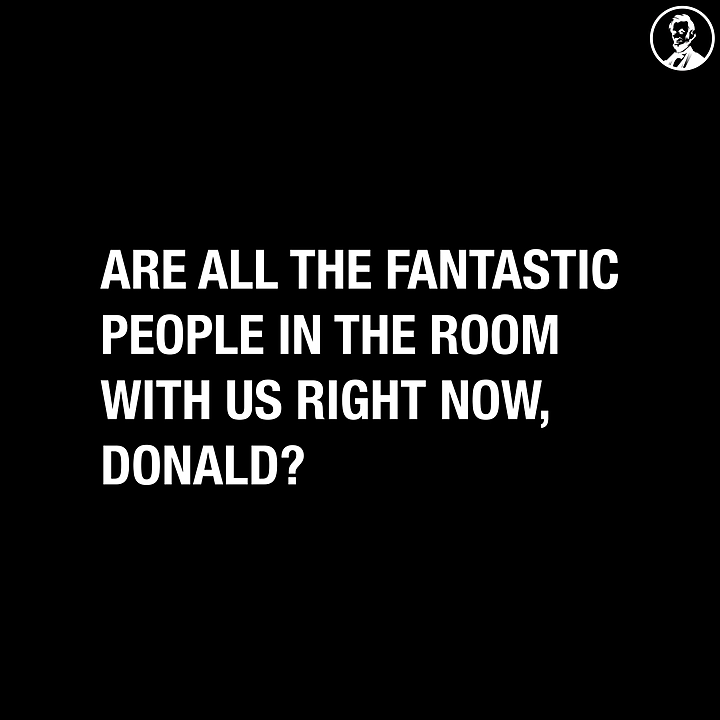 ARE ALL THE FANTASTIC
PEOPLE IN THE ROOM
WITH US RIGHT NOW,
DONALD?